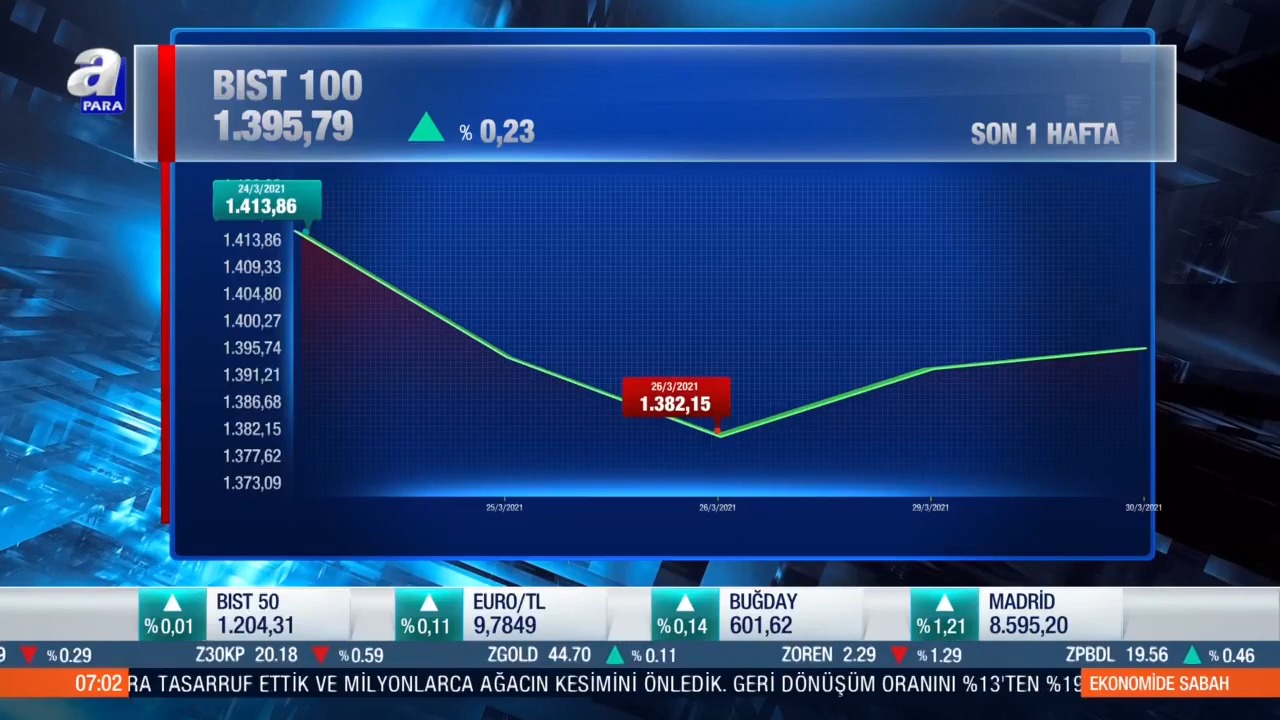 a
PARA
BIST 100
1.395,79
% 0,23
SON 1 HAFTA
24/3/2021
1.413,86
1.413,86
1.409,33
1.404,80
1.400,27
1.395,74
1.391,21
1.386,68
1.382,15
1.377,62
1.373,09
26/3/2021
1.382,15
25/3/2021
26/3/2021
29/3/2021
30/3/2021
% 0,01
BIST 50
1.204,31
% 0,11
EURO/TL
9,7849
% 0,14
BUĞDAY
601,62
% 1,21
MADRİD
8.595,20
9 %0.29 Z30KP 20.18 %0.59 ZGOLD 44.70 % 0.11 ZOREN 2.29 % 1.29 ZPBDL 19.56 % 0.46
07:02
RA TASARRUF ETTİK VE MİLYONLARCA AĞACIN KESİMİNİ ÖNLEDİK. GERİ DÖNÜŞÜM ORANINI %13'TEN %19
EKONOMİDE SABAH